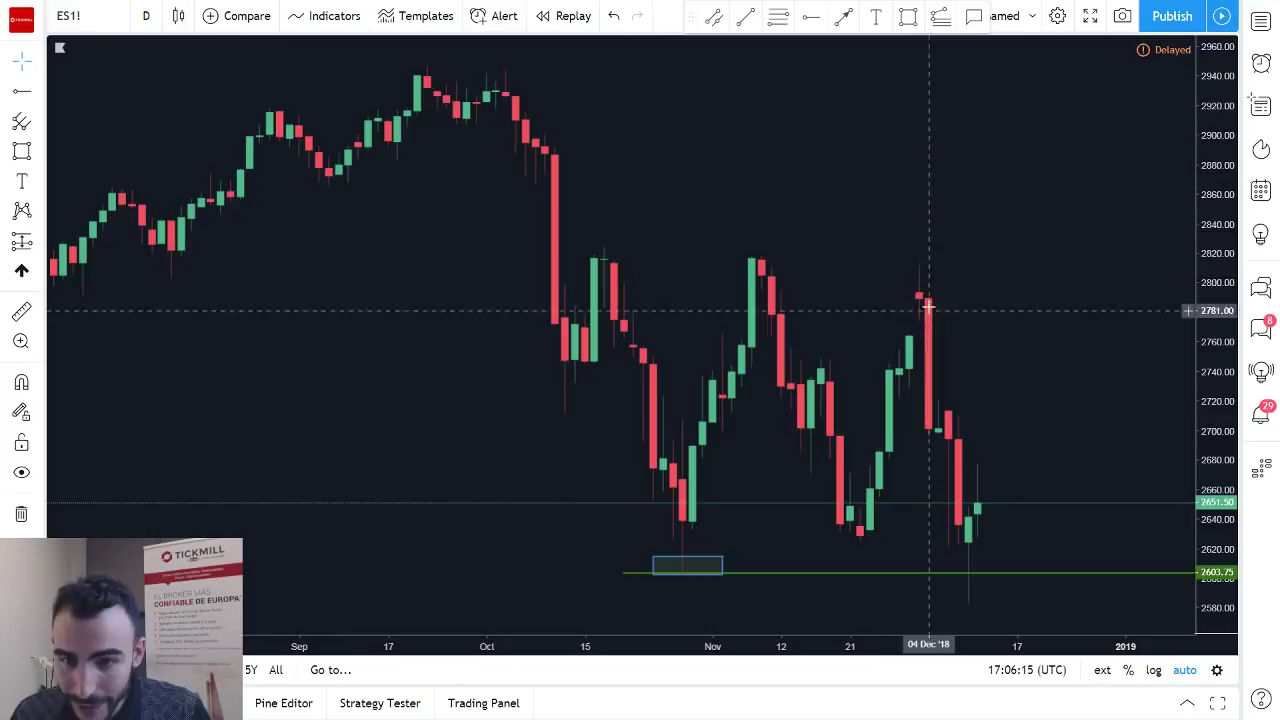 TICKMILL
ES1!
D
Compare
Indicators
Templates
Alert
Replay
named
Publish
Delayed
2960.00
2940.00
2920.00
2900.00
2880.00
2860.00
2840.00
2820.00
2800.00
2781.00
2760.00
2740.00
2720.00
2700.00
2680.00
2660.00
2651.50
2640.00
2620.00
2603.75
2600.00
2580.00
8
29
Sep
17
Oct
15
Nov
12
21
04 Dec '18
17
2019
5Y
All
Go to...
17:06:15 (UTC)
ext
%
log
auto
Pine Editor
Strategy Tester
Trading Panel
TICKMILL
EL BROKER MÁS
CONFIABLE DE EUROPA